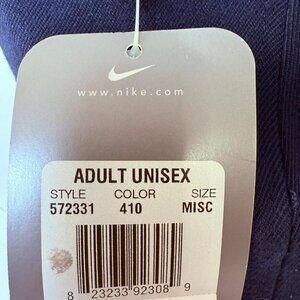 www.nike.com
ADULT UNISEX
STYLE COLOR SIZE
572331 410 MISC
8 23233 92308 9